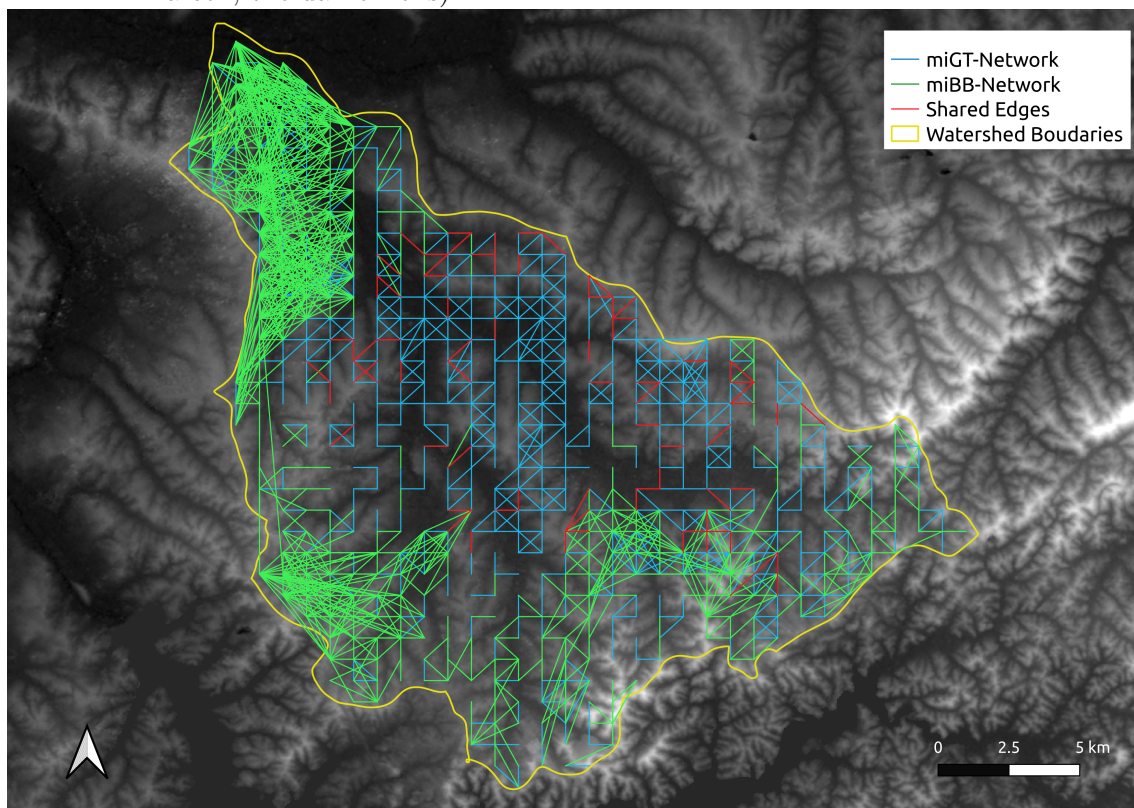 miGT-Network
miBB-Network
Shared Edges
Watershed Boudaries
0 2.5 5 km